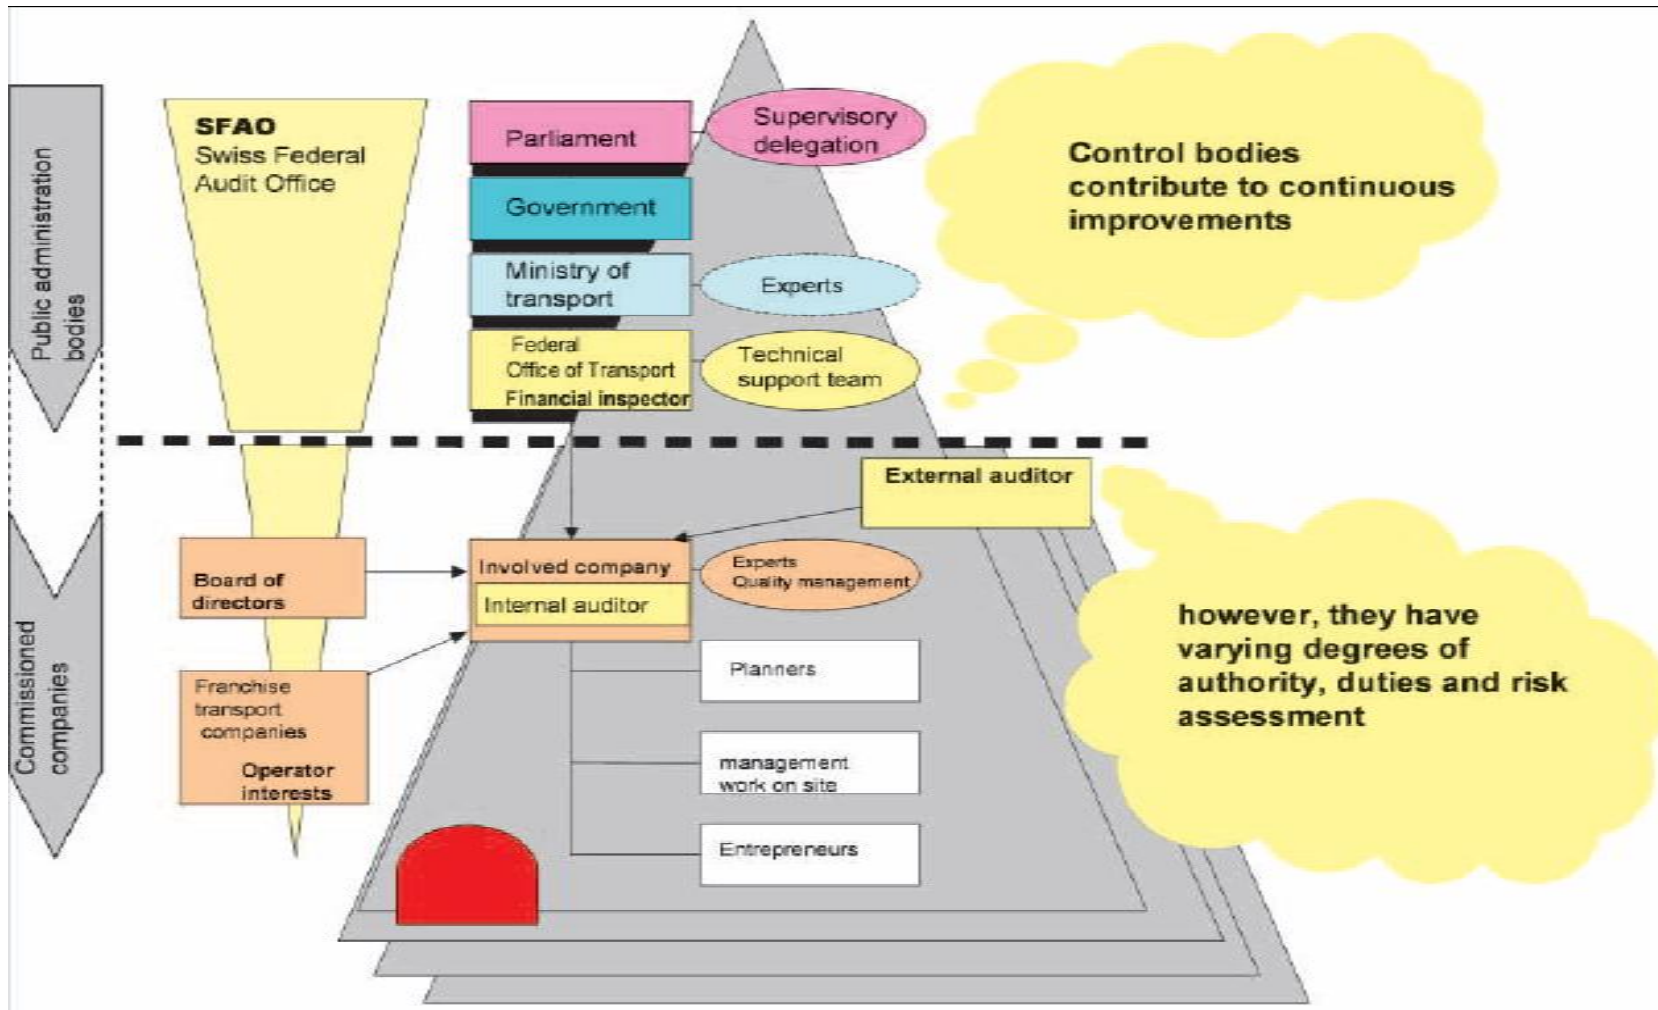 Public administration
bodies
Commissioned
companies
SFAO
Swiss Federal
Audit Office
Parliament
Supervisory
delegation
Government
Ministry of
transport
Experts
Federal
Office of Transport
Financial inspector
Technical
support team
Control bodies
contribute to continuous
improvements
External auditor
Board of
directors
Involved company
Internal auditor
Experts
Quality management
Franchise
transport
companies
Operator
interests
Planners
management
work on site
Entrepreneurs
however, they have
varying degrees of
authority, duties and risk
assessment